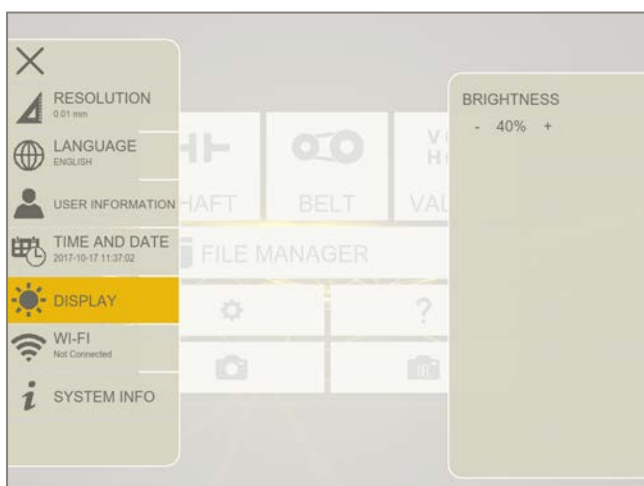 RESOLUTION
0.01 mm
LANGUAGE
ENGLISH
USER INFORMATION
TIME AND DATE
2017-10-17 11:37:02
DISPLAY
WI-FI
Not Connected
SYSTEM INFO
HAFT
BELT
VAL
FILE MANAGER
?
IR
BRIGHTNESS
- 40% +